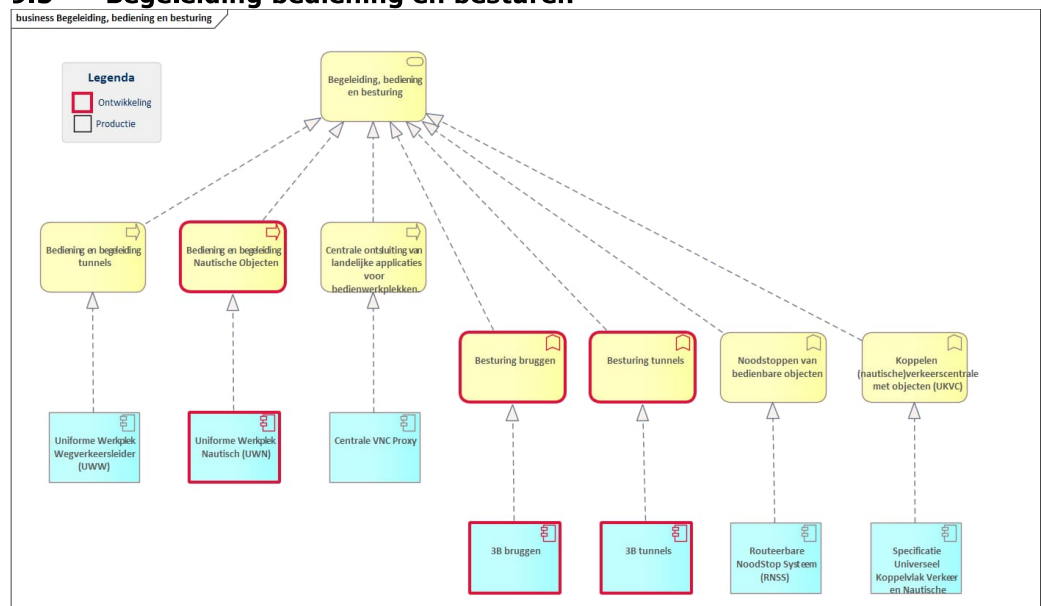 9.3 Begeleiding bediening en besturen
business Begeleiding, bediening en besturing
Legenda
Ontwikkeling
Productie
Begeleiding, bediening
en besturing
Bediening en begeleiding
tunnels
Bediening en begeleiding
Nautische Objecten
Centrale ontsluiting van
landelijke applicaties
voor
bedienwerkplekken
Besturing bruggen
Besturing tunnels
Noodstoppen van
bedienbare objecten
Koppelen
(nautische)verkeerscentrale
met objecten (UKVC)
Uniforme Werkplek
Wegverkeersleider
(UWW)
Uniforme Werkplek
Nautisch (UWN)
Centrale VNC Proxy
3B bruggen
3B tunnels
Routeerbare
NoodStop Systeem
(RNSS)
Specificatie
Universeel
Koppelvlak Verkeer
en Nautische